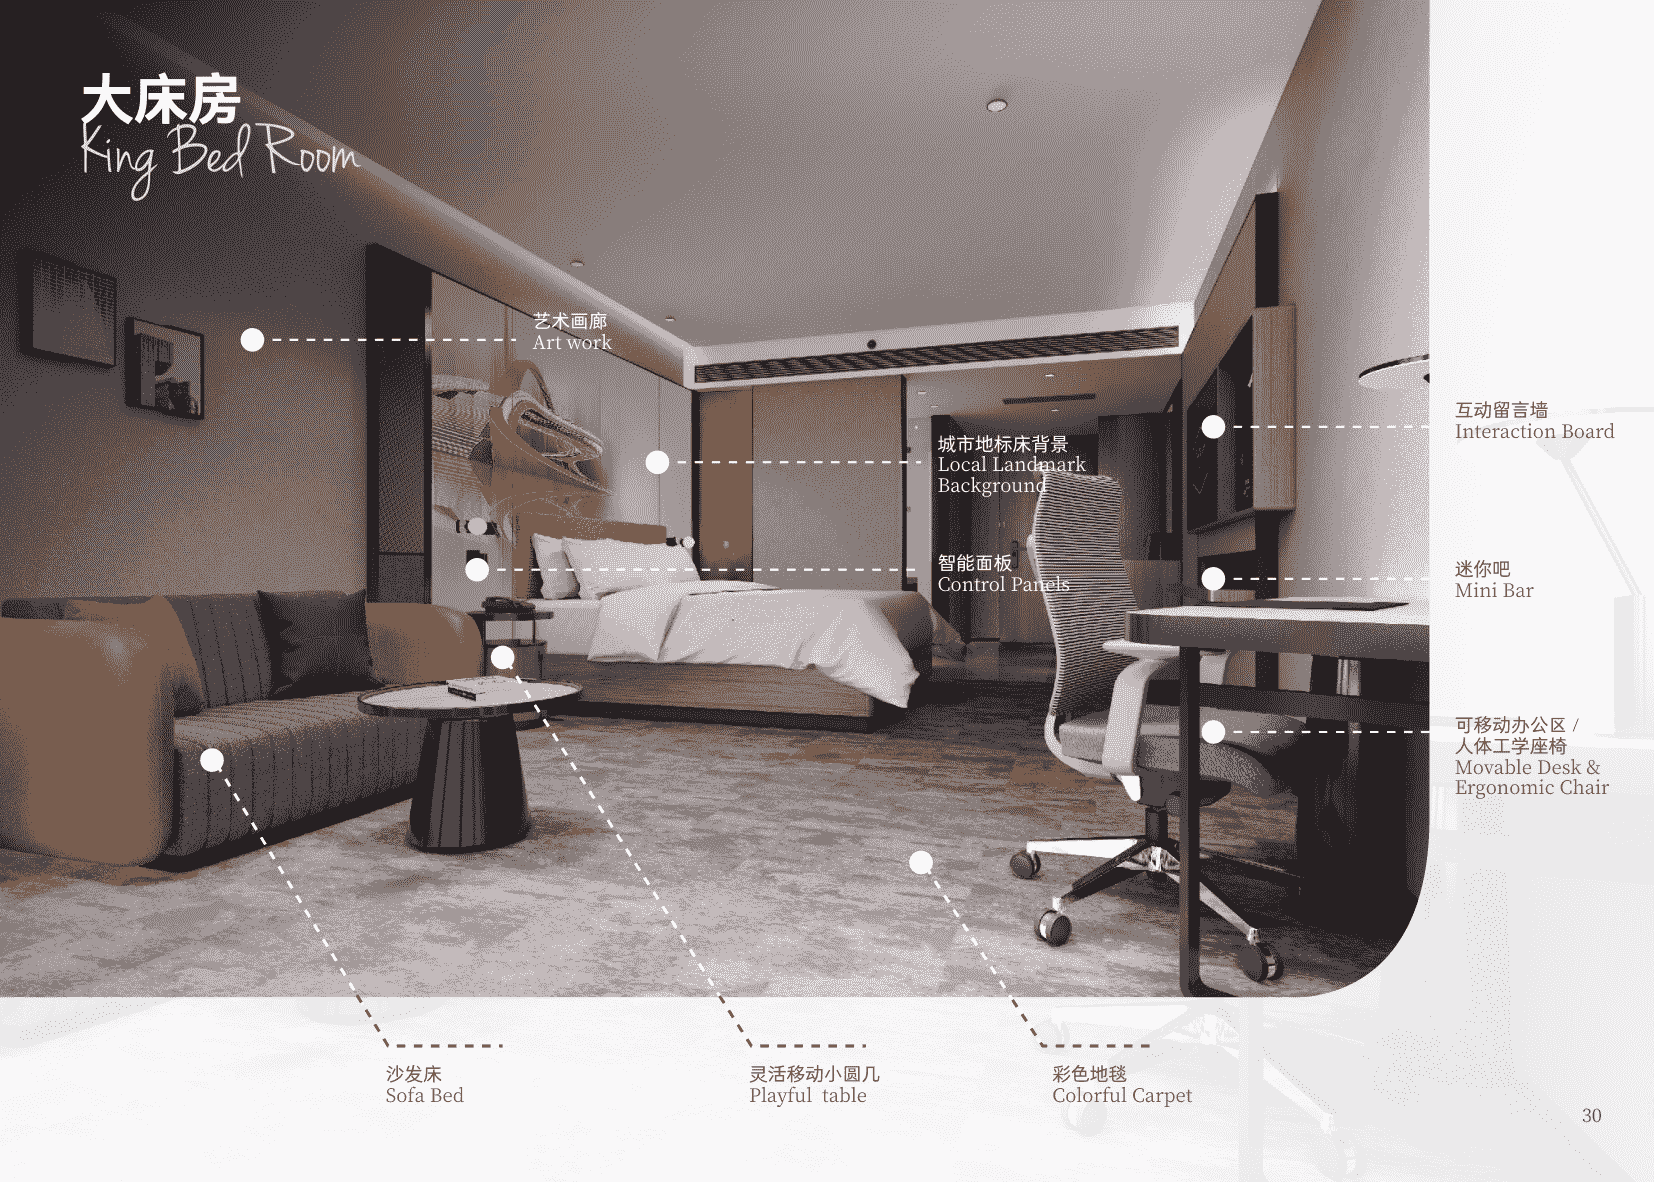 大床房
King Bed Room
艺术画廊
Art work
城市地标床背景
Local Landmark
Background
智能面板
Control Panels
互动留言墙
Interaction Board
迷你吧
Mini Bar
可移动办公区 /
人体工学座椅
Movable Desk &
Ergonomic Chair
沙发床
Sofa Bed
灵活移动小圆几
Playful  table
彩色地毯
Colorful Carpet
30